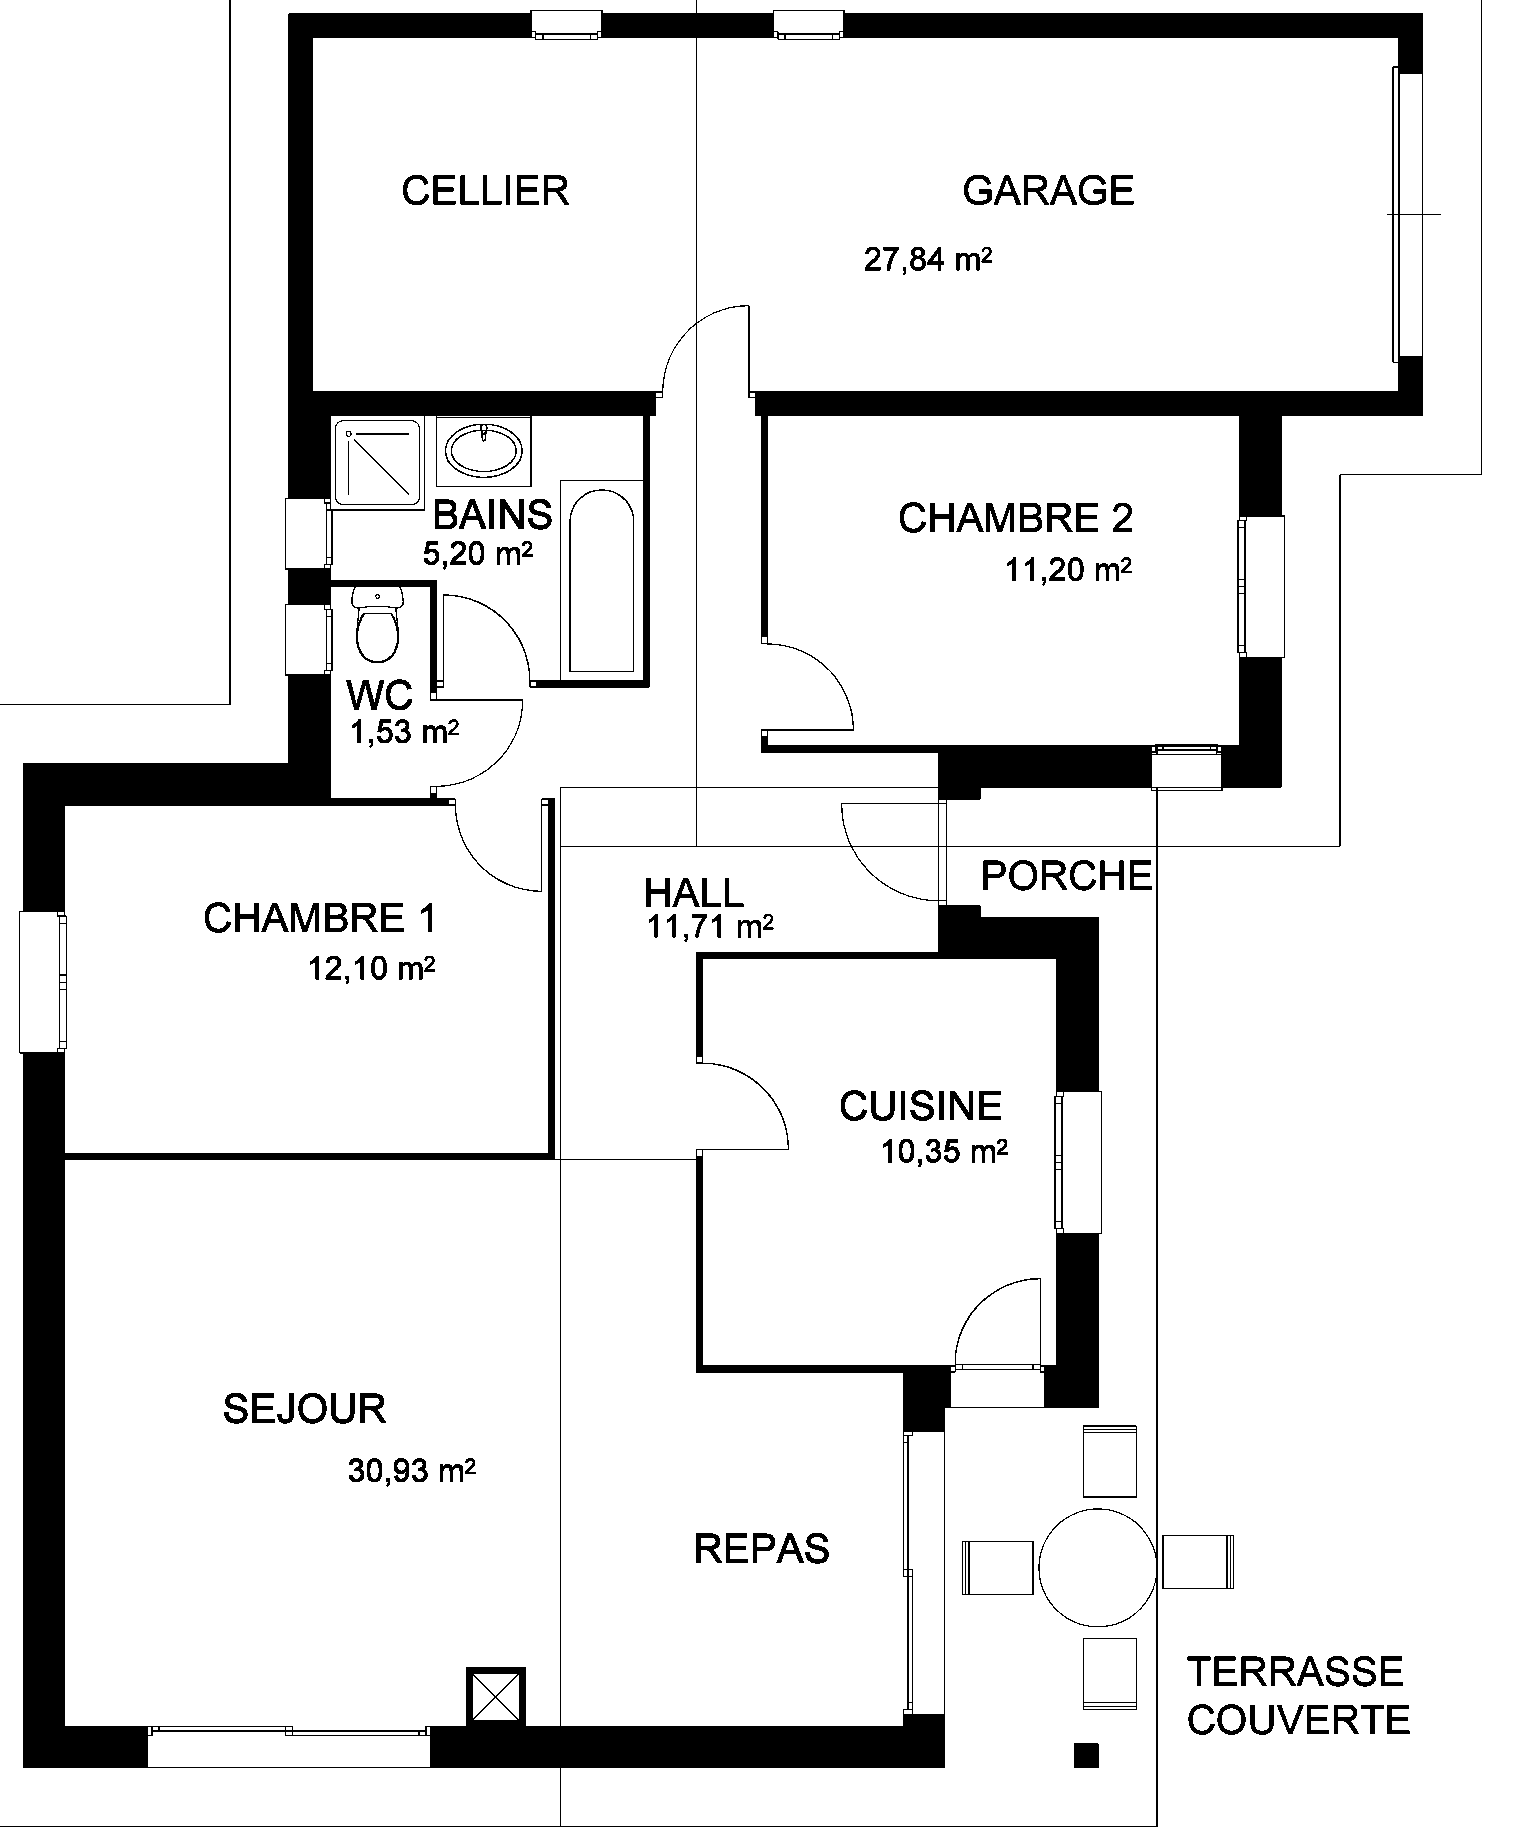 CELLIER
GARAGE
27,84 m²
BAINS
5,20 m²
CHAMBRE 2
11,20 m²
WC
1,53 m²
HALL
11,71 m²
PORCHE
CHAMBRE 1
12,10 m²
CUISINE
10,35 m²
SEJOUR
30,93 m²
REPAS
TERRASSE
COUVERTE